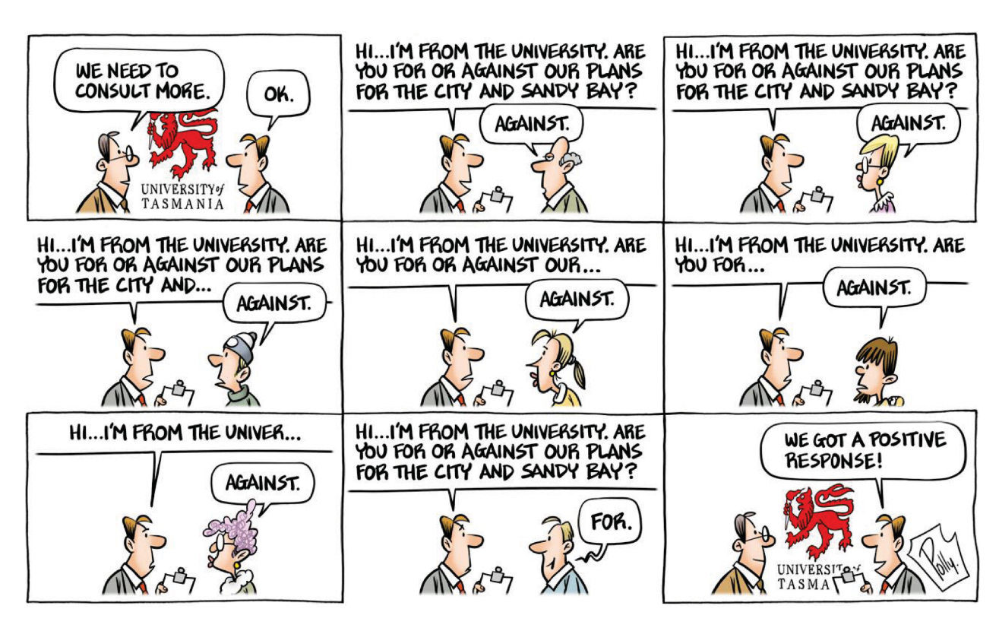 WE NEED TO
CONSULT MORE.
OK.
UNIVERSITY of
TASMANIA
HI...I'M FROM THE UNIVERSITY. ARE
YOU FOR OR AGAINST OUR PLANS
FOR THE CITY AND SANDY BAY?
AGAINST.
HI...I'M FROM THE UNIVERSITY. ARE
YOU FOR OR AGAINST OUR PLANS
FOR THE CITY AND SANDY BAY?
AGAINST.
HI...I'M FROM THE UNIVERSITY. ARE
YOU FOR OR AGAINST OUR PLANS
FOR THE CITY AND...
AGAINST.
HI...I'M FROM THE UNIVERSITY. ARE
YOU FOR OR AGAINST OUR...
AGAINST.
HI...I'M FROM THE UNIVERSITY. ARE
YOU FOR...
AGAINST.
HI...I'M FROM THE UNIVER...
AGAINST.
HI...I'M FROM THE UNIVERSITY. ARE
YOU FOR OR AGAINST OUR PLANS
FOR THE CITY AND SANDY BAY?
FOR.
WE GOT A POSITIVE
RESPONSE!
UNIVERSITY of
TASMA
Polly.